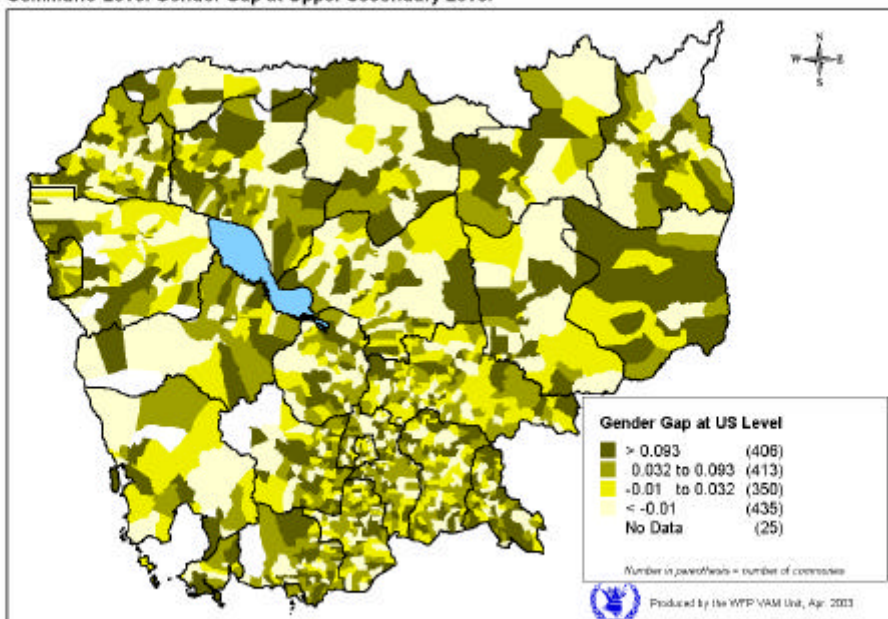 Commune Level Gender Gap at Upper Secondary Level
N
W E
S
Gender Gap at US Level
> 0.093 (406)
0.032 to 0.093 (413)
-0.01 to 0.032 (350)
< -0.01 (435)
No Data (25)
Number in parenthesis = number of communes
Produced by the WFP VAM Unit, Apr. 2003